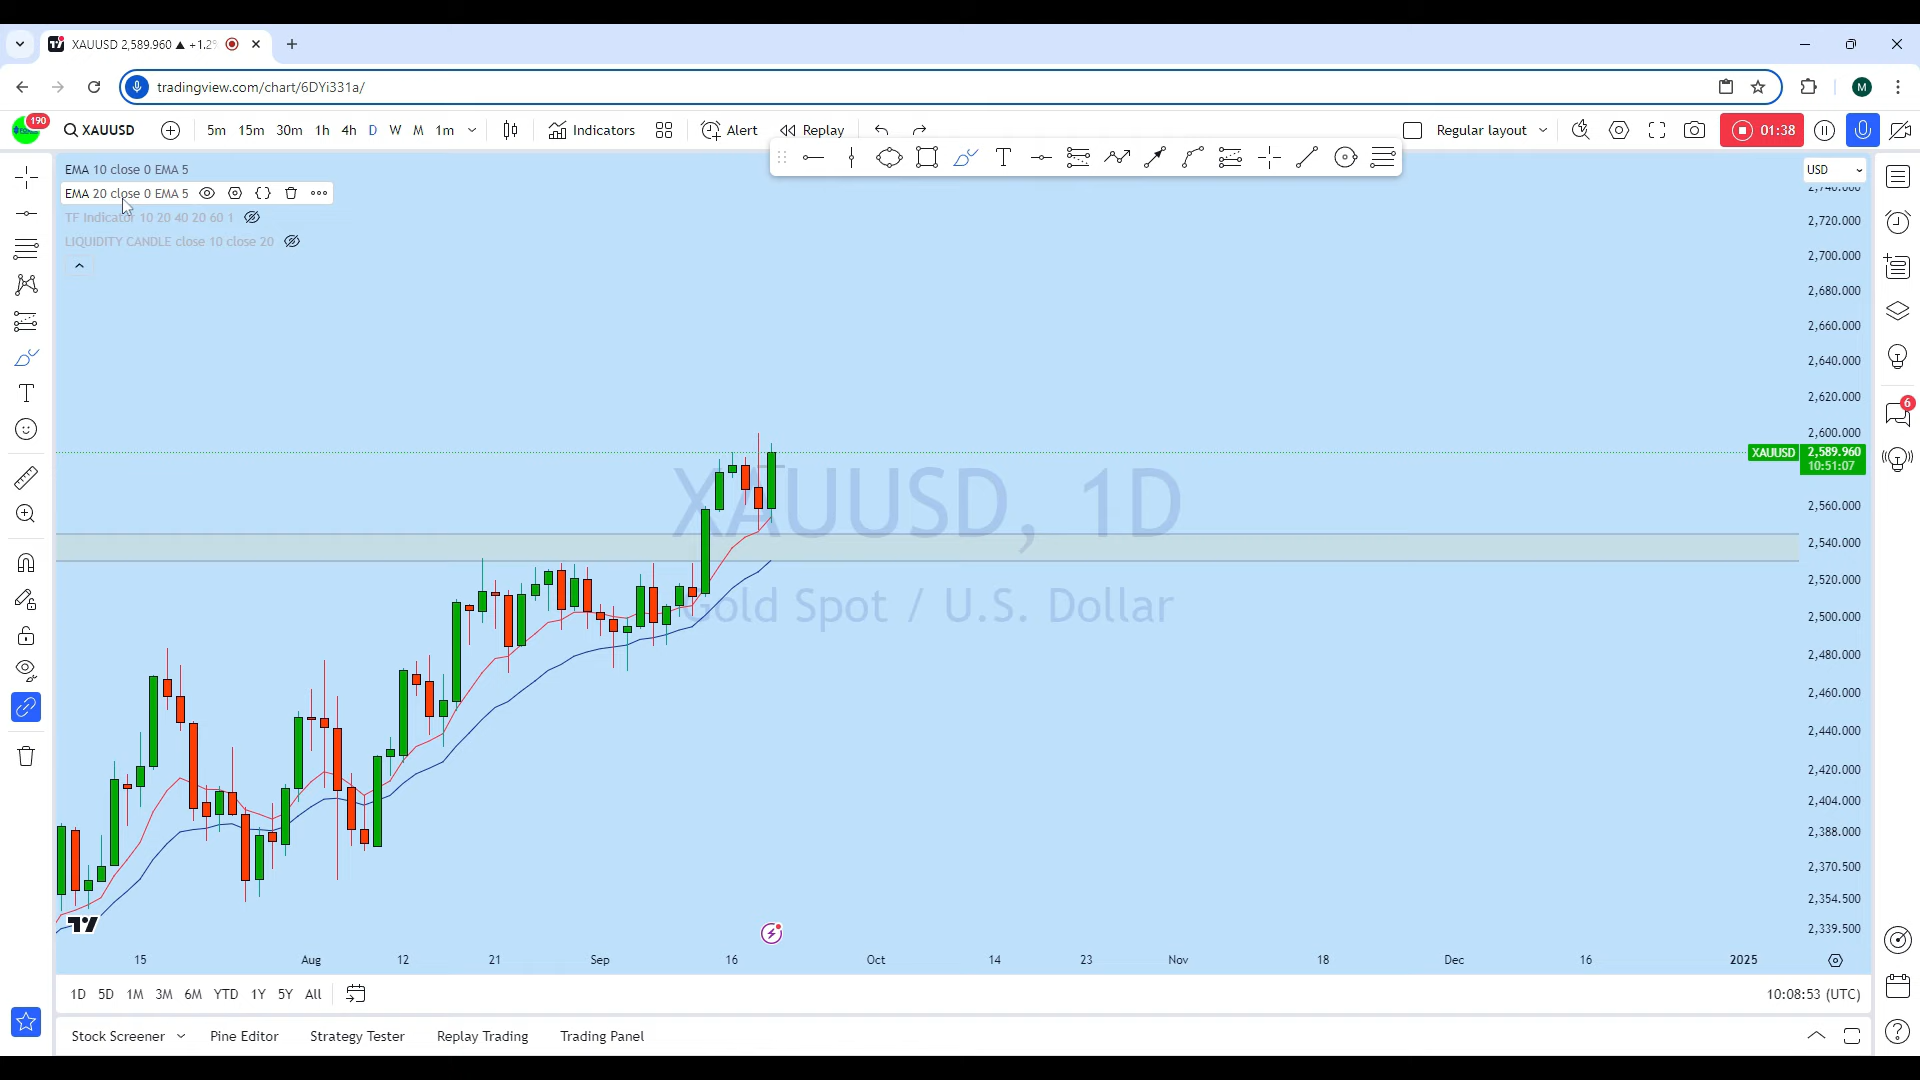 XAUUSD 2,589.960 ▲ +1.2%
tradingview.com/chart/6DYi331a/
M
190
XAUUSD
5m 15m 30m 1h 4h D W M 1m
Indicators
Alert
Replay
Regular layout
01:38
EMA 10 close 0 EMA 5
EMA 20 close 0 EMA 5
TF Indicator 10 20 40 20 60 1
LIQUIDITY CANDLE close 10 close 20
USD
2,740.000
2,720.000
2,700.000
2,680.000
2,660.000
2,640.000
2,620.000
2,600.000
XAUUSD 2,589.960
10:51:07
2,560.000
2,540.000
2,520.000
2,500.000
2,480.000
2,460.000
2,440.000
2,420.000
2,404.000
2,388.000
2,370.500
2,354.500
2,339.500
6
XAUUSD, 1D
Gold Spot / U.S. Dollar
15 Aug 12 21 Sep 16 Oct 14 23 Nov 18 Dec 16 2025
1D 5D 1M 3M 6M YTD 1Y 5Y All
10:08:53 (UTC)
Stock Screener Pine Editor Strategy Tester Replay Trading Trading Panel